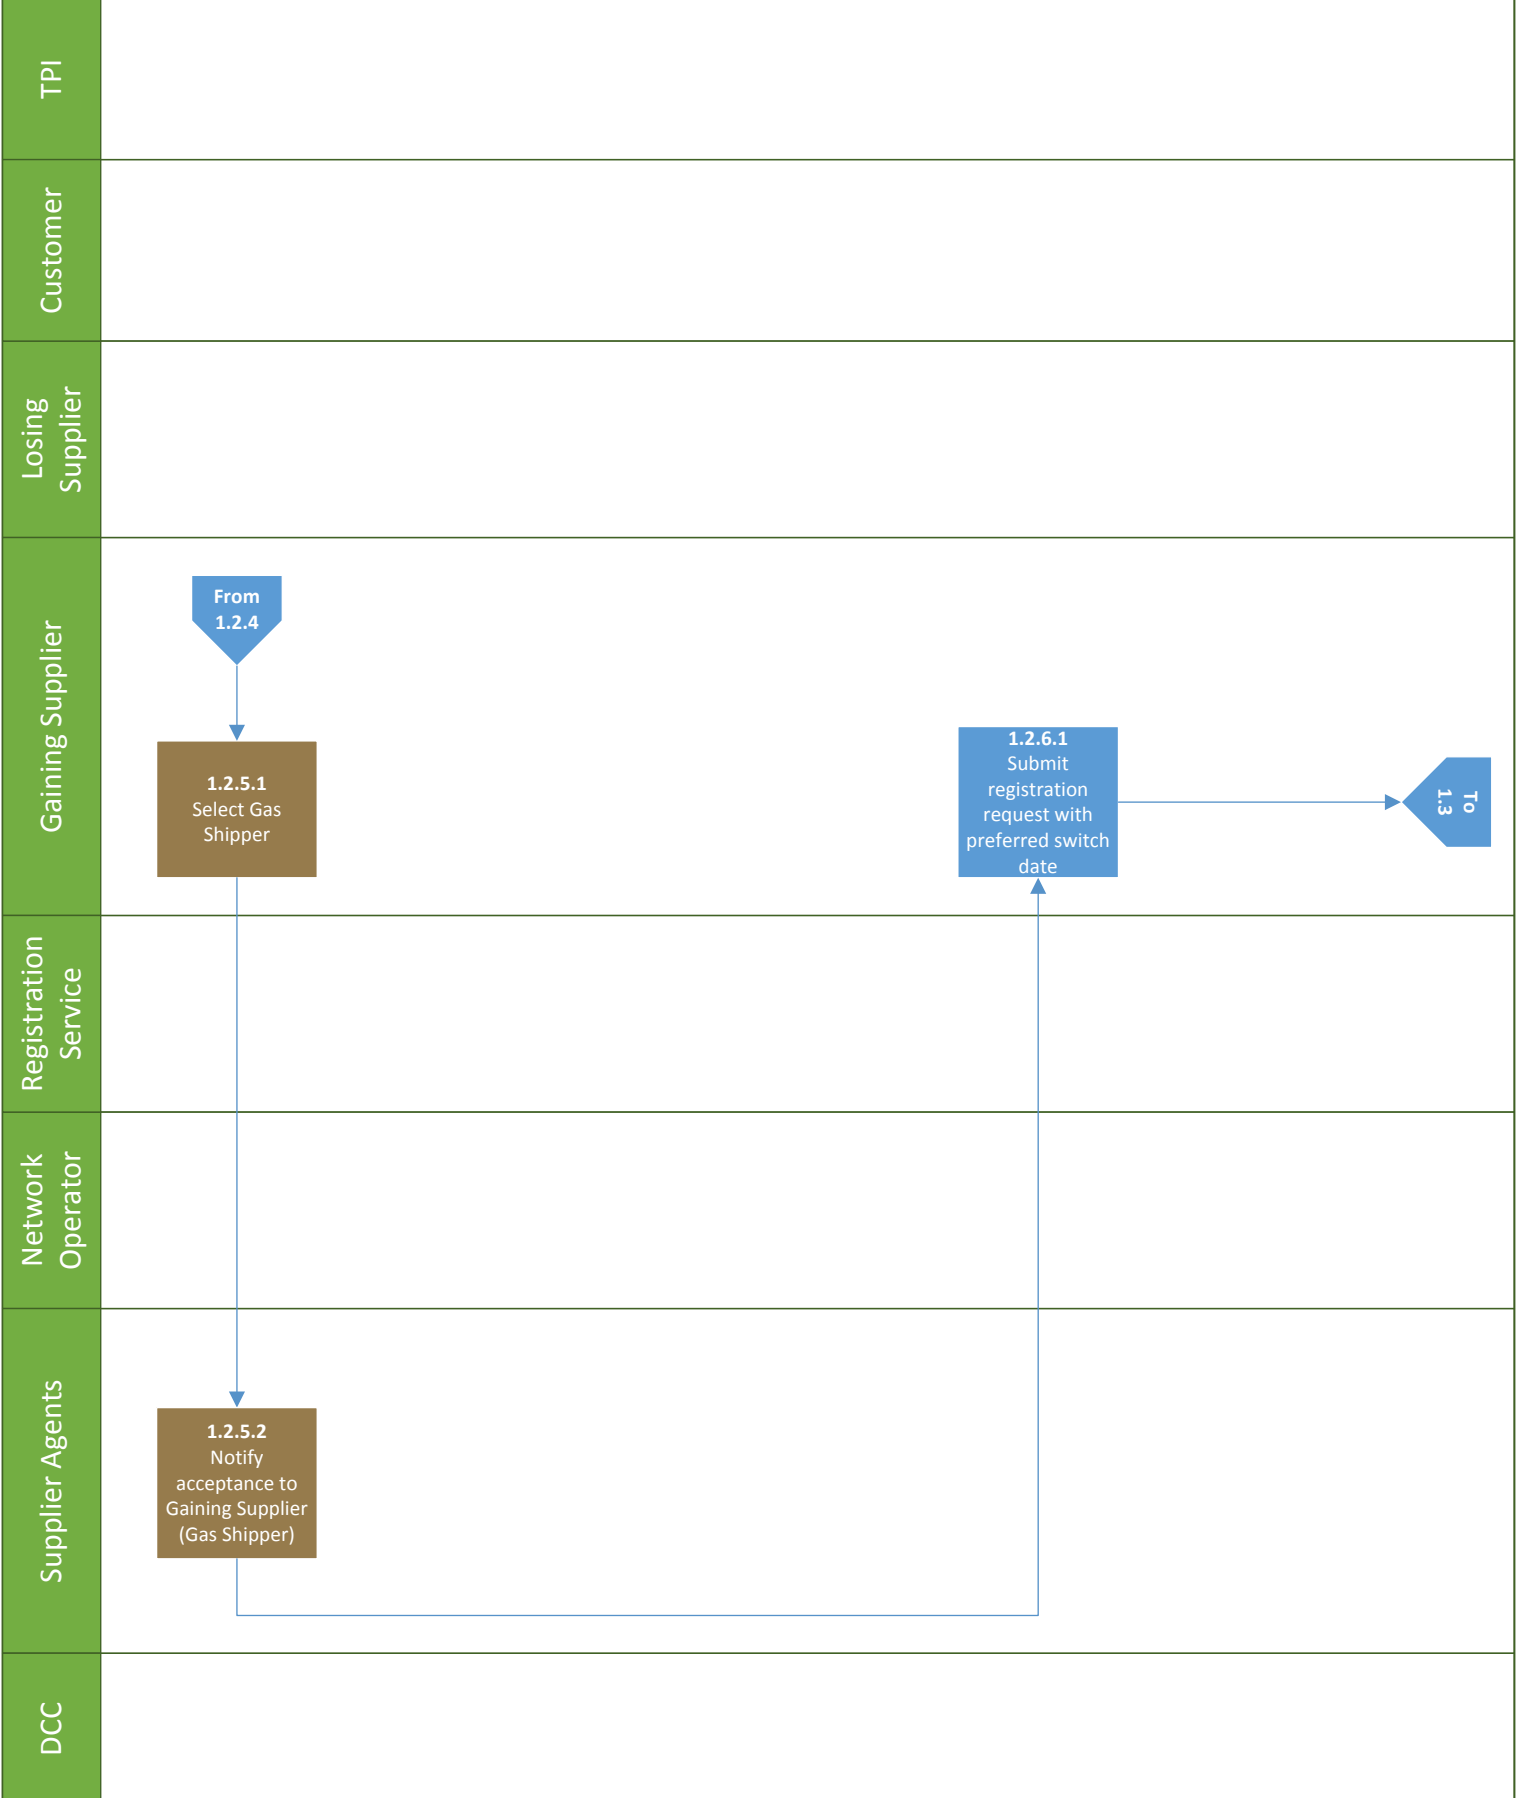 TPI
Customer
Losing
Supplier
Gaining Supplier
From
1.2.4
1.2.5.1
Select Gas
Shipper
1.2.6.1
Submit
registration
request with
preferred switch
date
To
1.3
Registration
Service
Network
Operator
Supplier Agents
1.2.5.2
Notify
acceptance to
Gaining Supplier
(Gas Shipper)
DCC